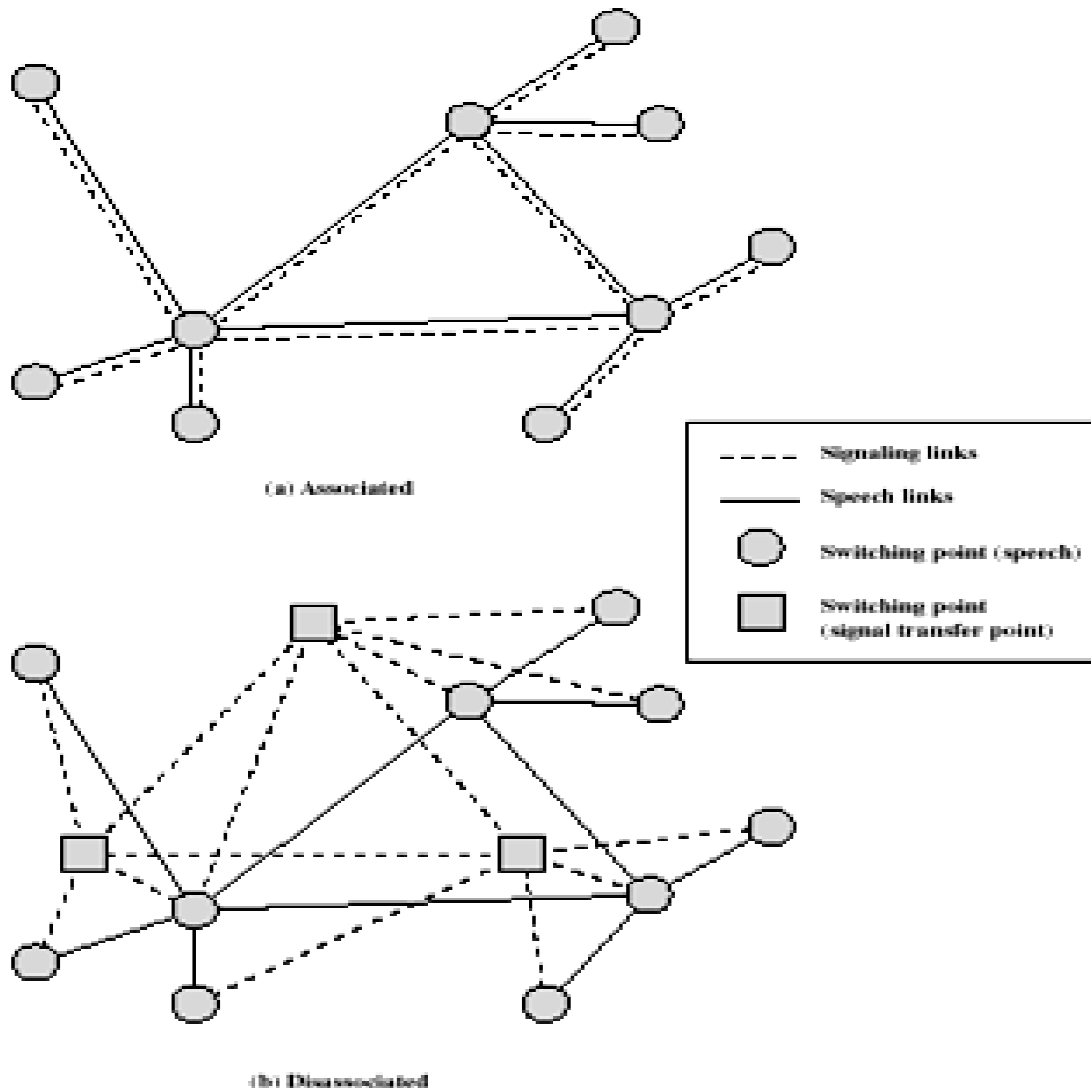 (a) Associated
Signaling links
Speech links
Switching point (speech)
Switching point
(signal transfer point)
(b) Disassociated